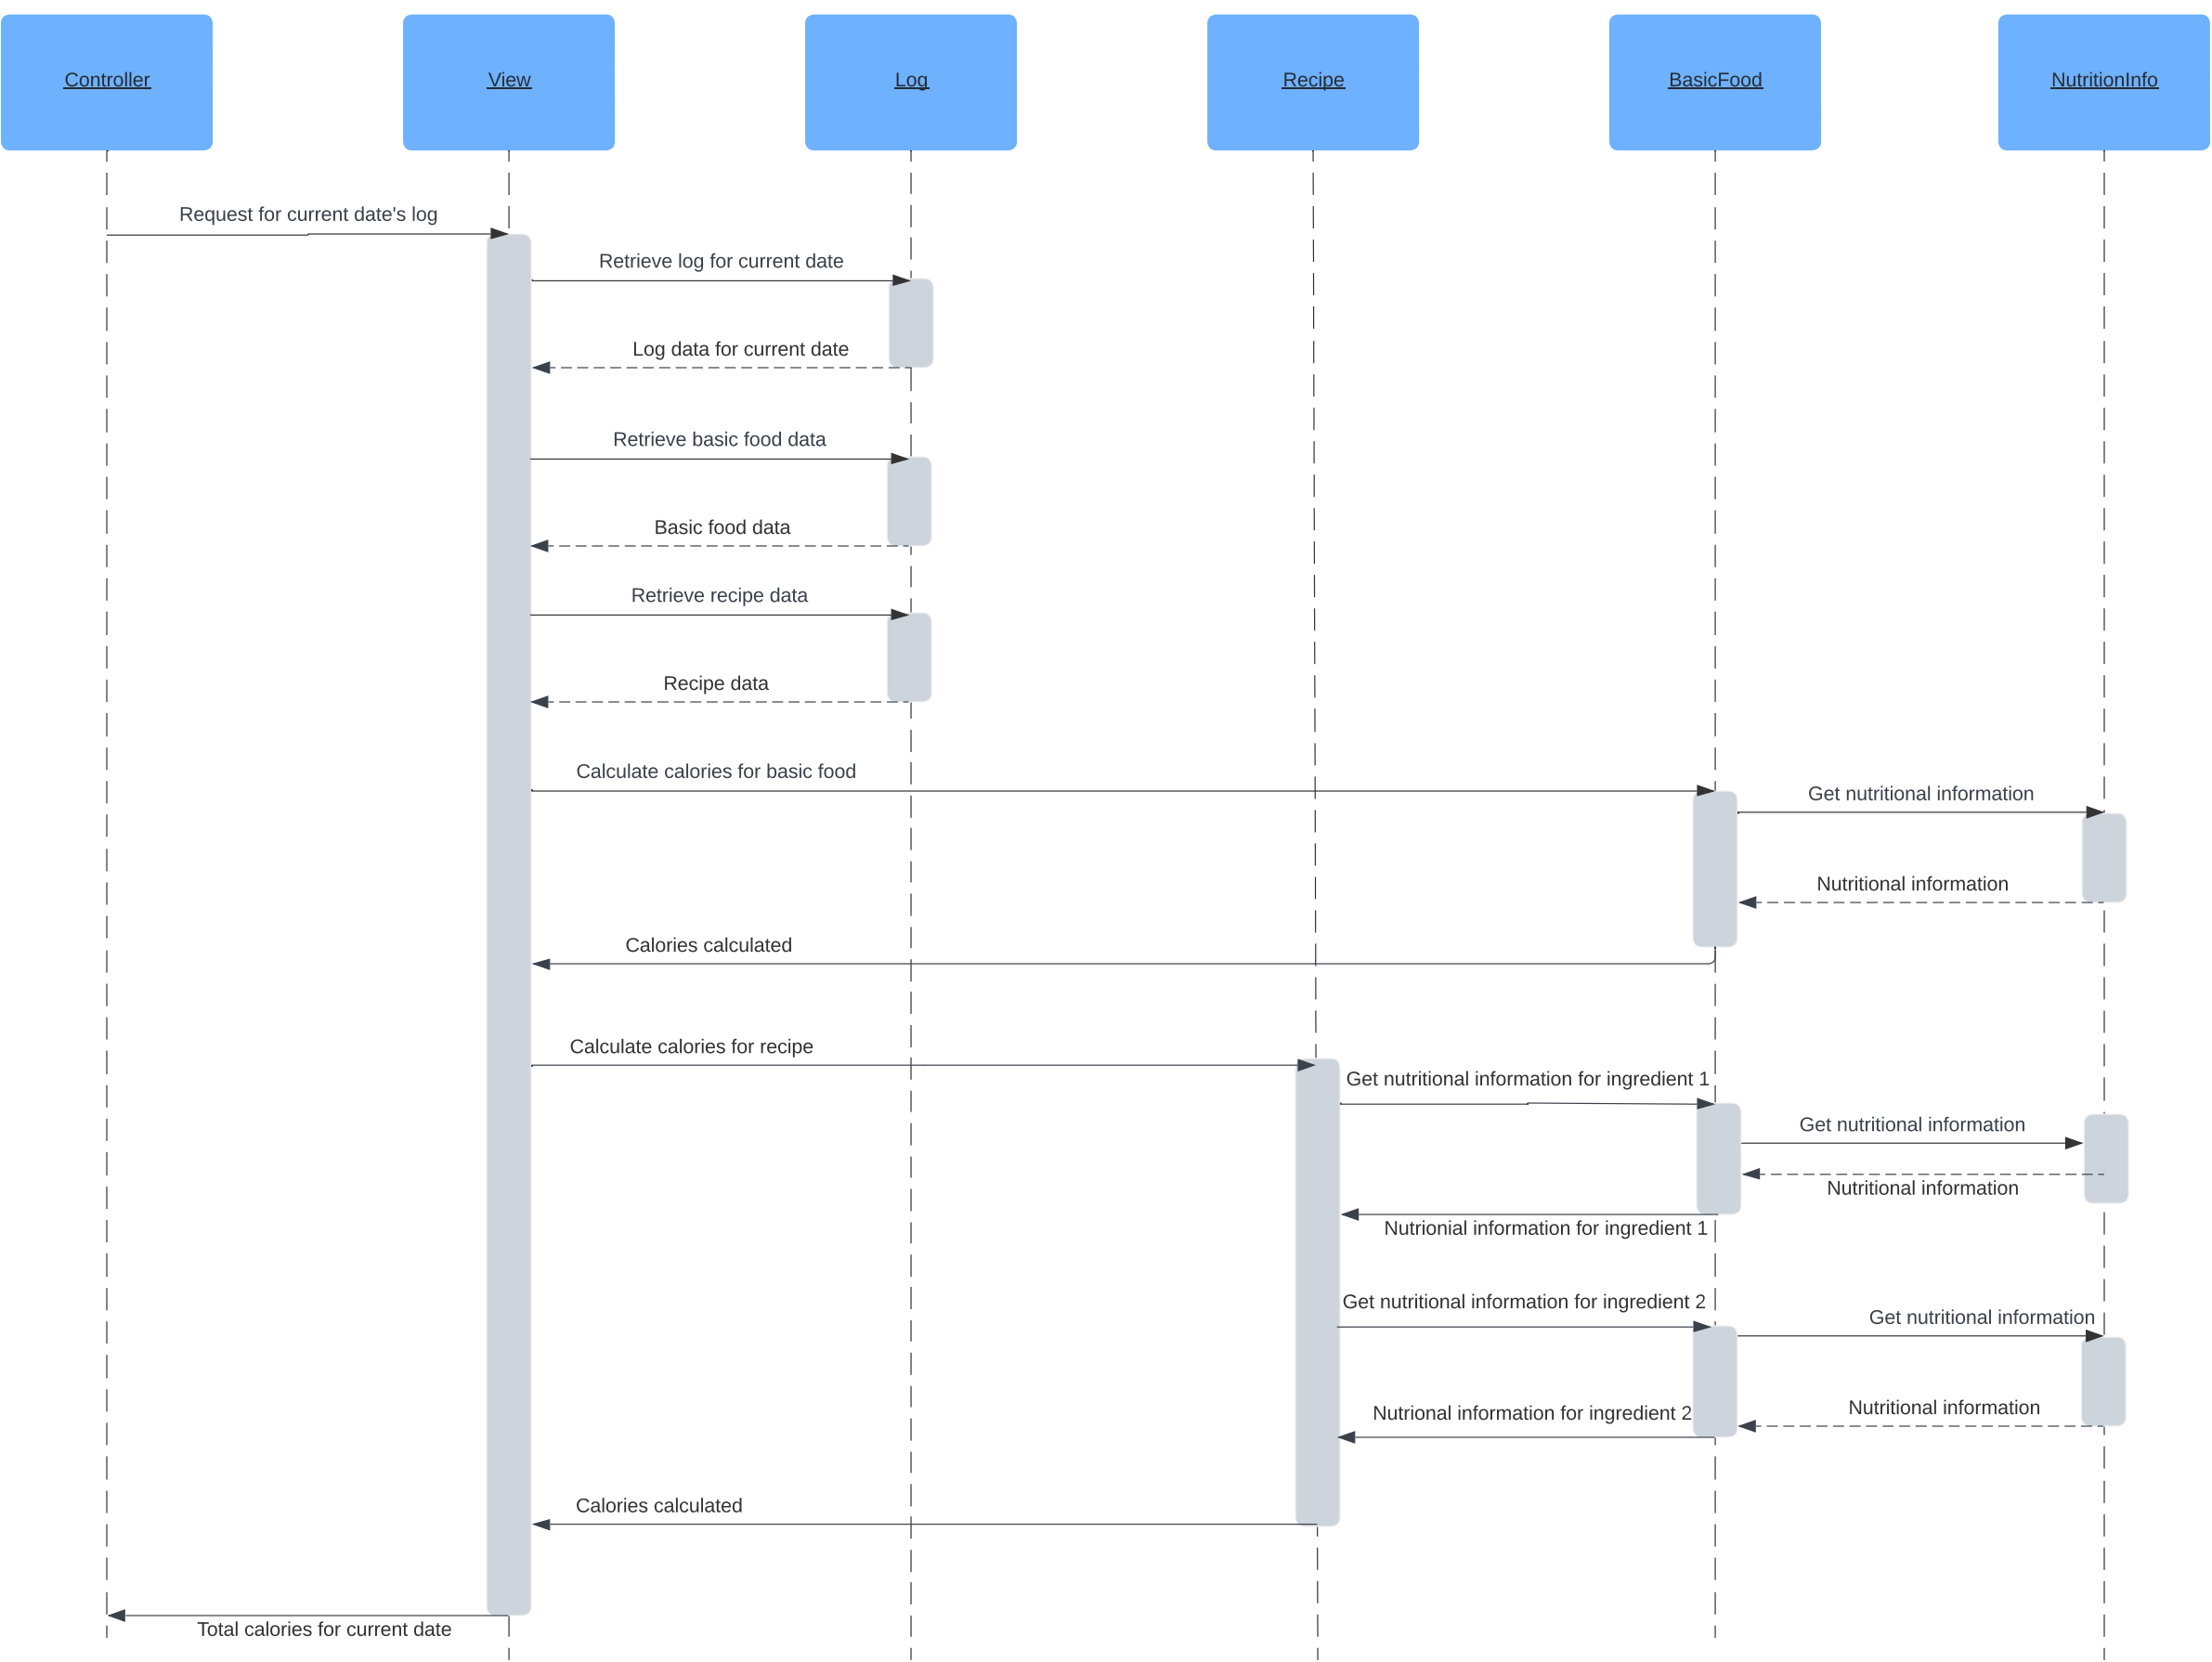 Controller
View
Log
Recipe
BasicFood
NutritionInfo
Request for current date's log
Retrieve log for current date
Log data for current date
Retrieve basic food data
Basic food data
Retrieve recipe data
Recipe data
Calculate calories for basic food
Get nutritional information
Nutritional information
Calories calculated
Calculate calories for recipe
Get nutritional information for ingredient 1
Get nutritional information
Nutritional information
Nutrionial information for ingredient 1
Get nutritional information for ingredient 2
Get nutritional information
Nutritional information
Nutrional information for ingredient 2
Calories calculated
Total calories for current date